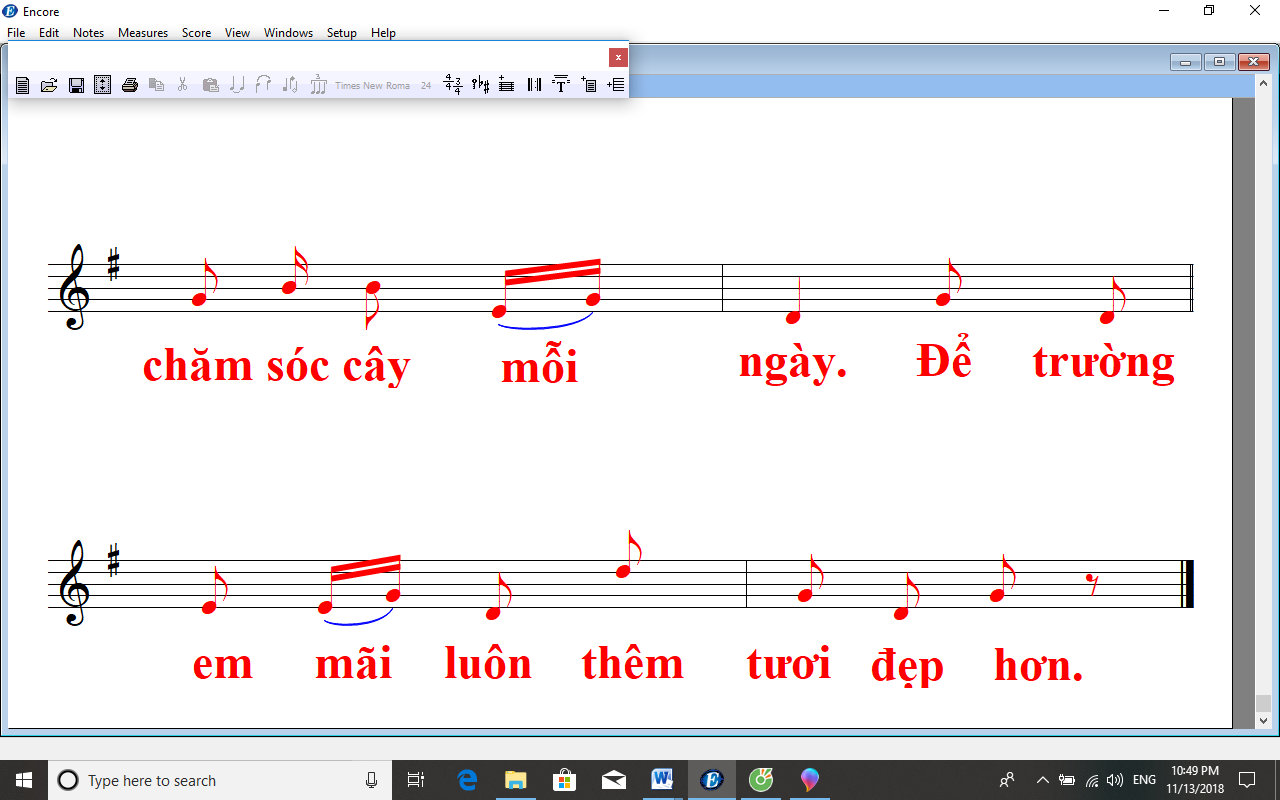 Encore
File Edit Notes Measures Score View Windows Setup Help
Times New Roma 24
chăm sóc cây mỗi ngày. Để trường
em mãi luôn thêm tươi đẹp hơn.
Type here to search
ENG
10:49 PM
11/13/2018